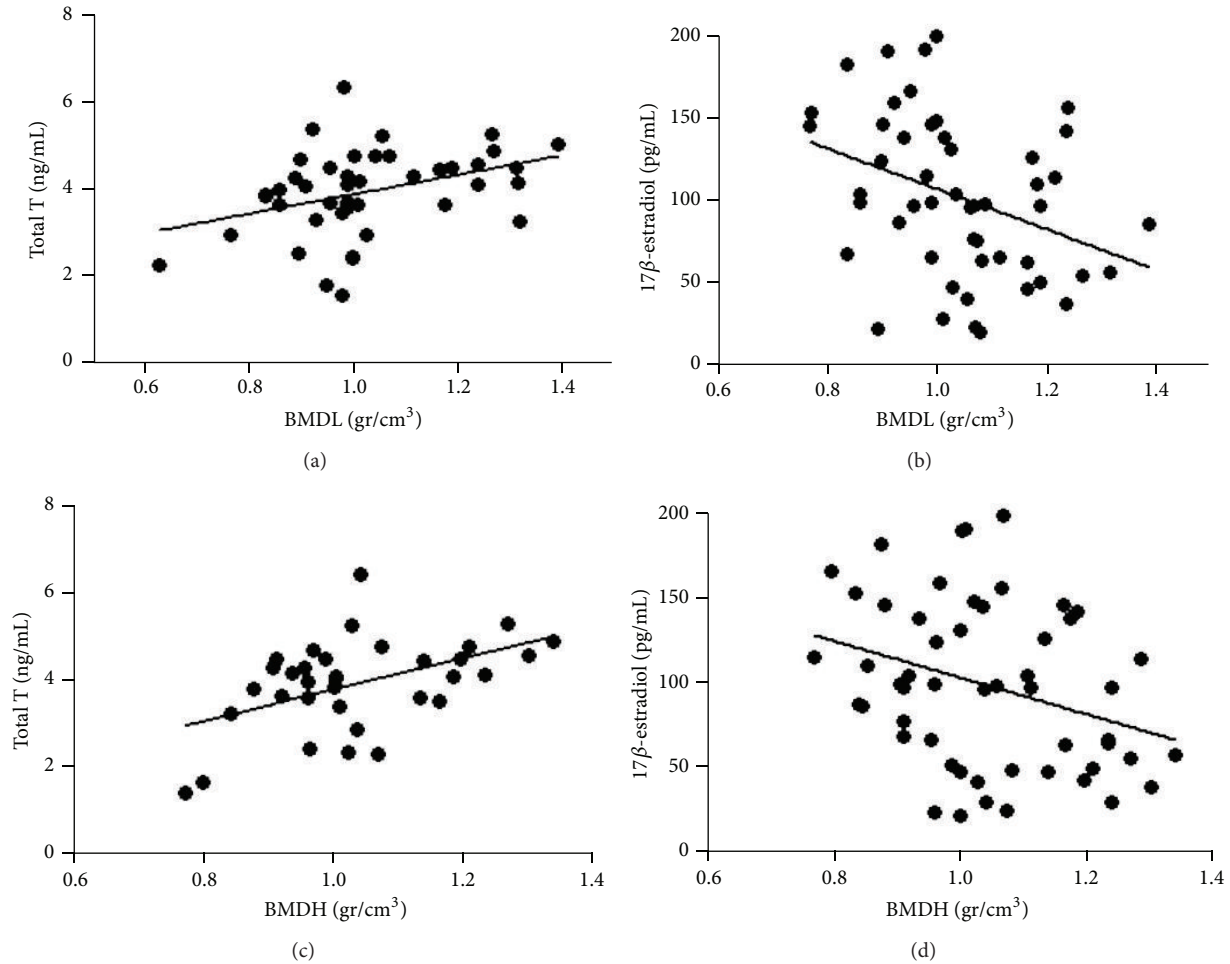 8
6
4
2
0
Total T (ng/mL)
0.6 0.8 1.0 1.2 1.4
BMDL (gr/cm³)
(a)
200
150
100
50
0
17β-estradiol (pg/mL)
0.6 0.8 1.0 1.2 1.4
BMDL (gr/cm³)
(b)
8
6
4
2
0
Total T (ng/mL)
0.6 0.8 1.0 1.2 1.4
BMDH (gr/cm³)
(c)
200
150
100
50
0
17β-estradiol (pg/mL)
0.6 0.8 1.0 1.2 1.4
BMDH (gr/cm³)
(d)